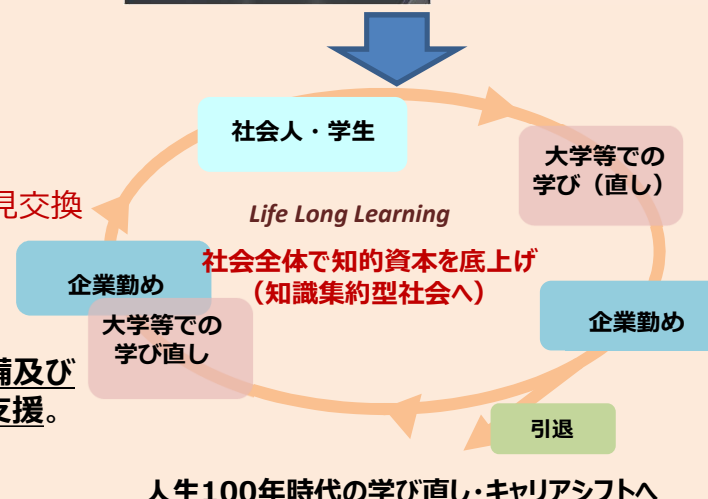 社会人・学生
大学等での
学び（直し）
見交換
Life Long Learning
社会全体で知的資本を底上げ
（知識集約型社会へ）
企業勤め
企業勤め
大学等での
学び直し
備及び
支援。
引退
人生100年時代の学び直し・キャリアシフトへ